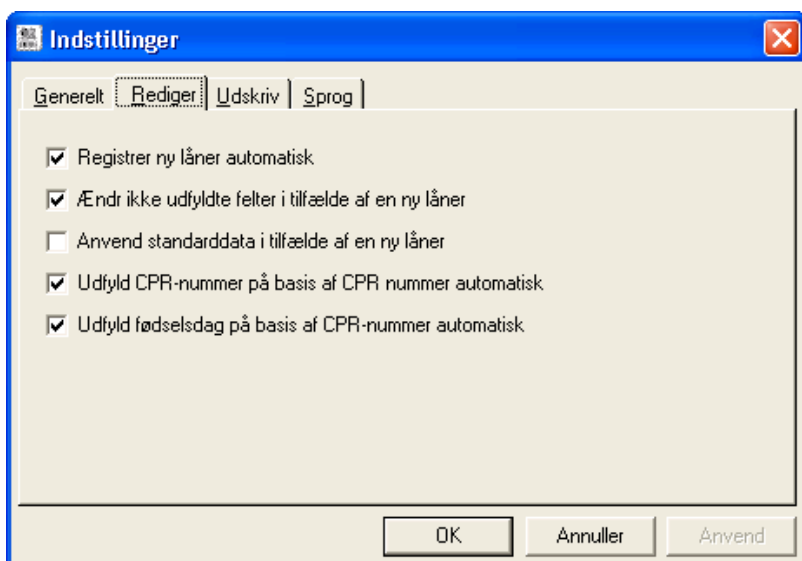 Indstillinger
Generelt Rediger Udskriv Sprog
Registrer ny låner automatisk
Ændr ikke udfyldte felter i tilfælde af en ny låner
Anvend standarddata i tilfælde af en ny låner
Udfyld CPR-nummer på basis af CPR nummer automatisk
Udfyld fødselsdag på basis af CPR-nummer automatisk
OK Annuller Anvend